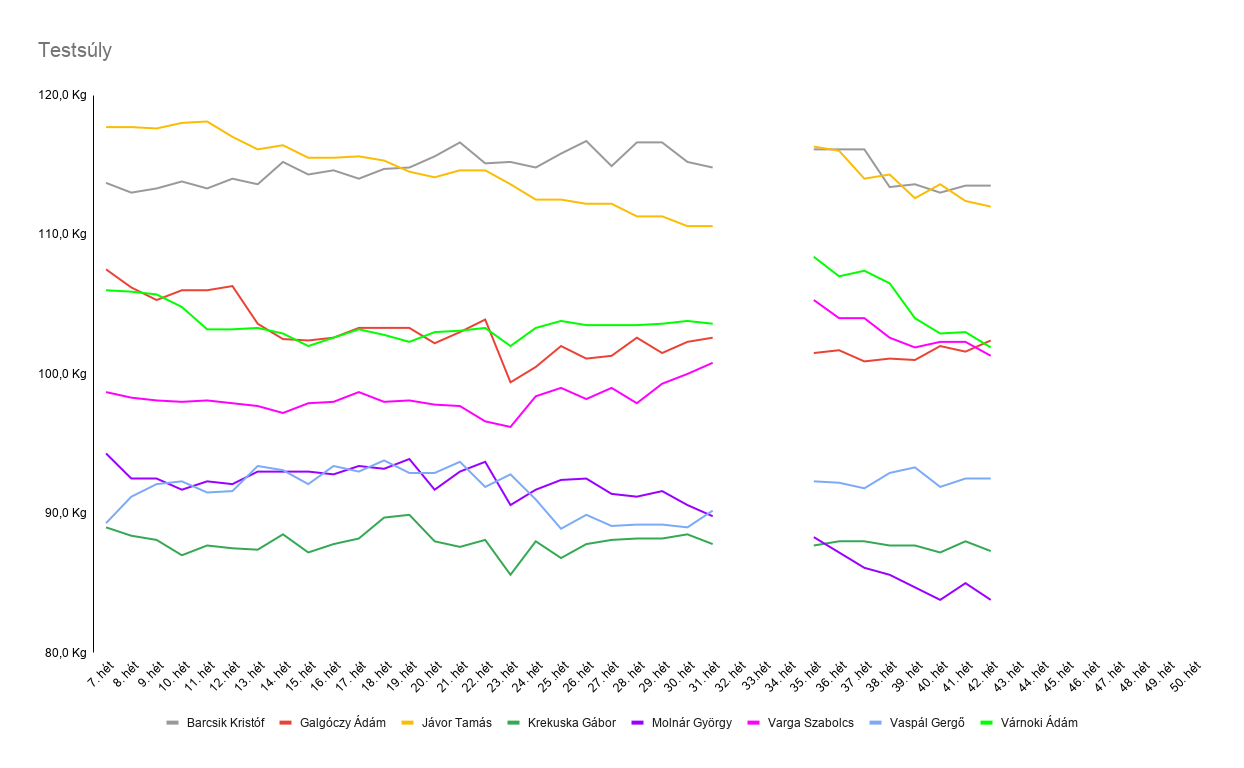 Testsúly
120,0 Kg
110,0 Kg
100,0 Kg
90,0 Kg
80,0 Kg
7. hét 8. hét 9. hét 10. hét 11. hét 12. hét 13. hét 14. hét 15. hét 16. hét 17. hét 18. hét 19. hét 20. hét 21. hét 22. hét 23. hét 24. hét 25. hét 26. hét 27. hét 28. hét 29. hét 30. hét 31. hét 32. hét 33.hét 34. hét 35. hét 36. hét 37. hét 38. hét 39. hét 40. hét 41. hét 42. hét 43. hét 44. hét 45. hét 46. hét 47. hét 48. hét 49. hét 50. hét
Barcsik Kristóf Galgóczy Ádám Jávor Tamás Krekuska Gábor Molnár György Varga Szabolcs Vaspál Gergő Várnoki Ádám